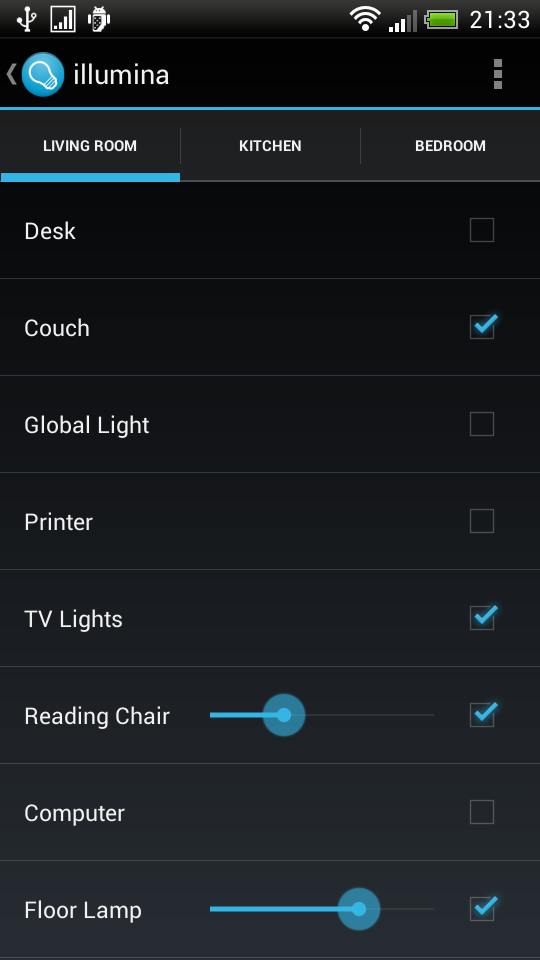 21:33
illumina
LIVING ROOM
KITCHEN
BEDROOM
Desk
Couch
Global Light
Printer
TV Lights
Reading Chair
Computer
Floor Lamp